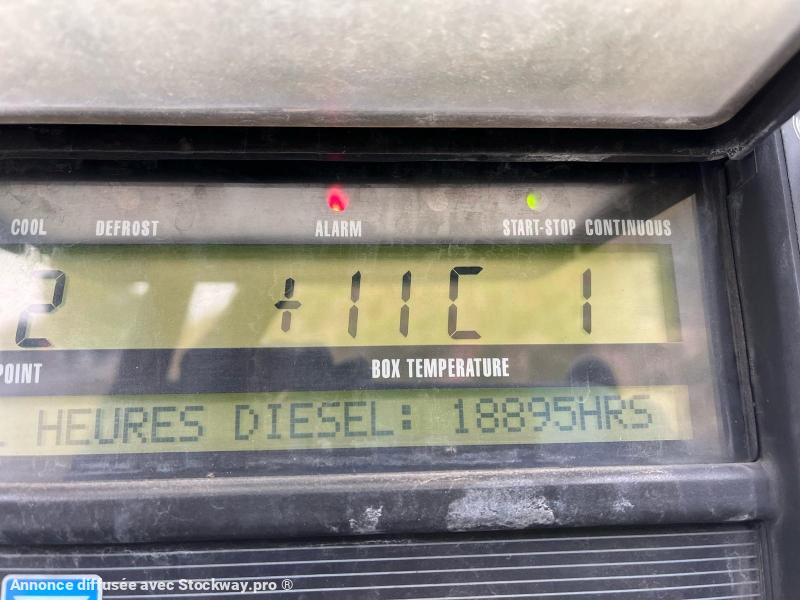 COOL DEFROST ALARM START-STOP CONTINUOUS
2 +11C 1
POINT BOX TEMPERATURE
L HEURES DIESEL: 18895HRS
Annonce diffusée avec Stockway.pro ®